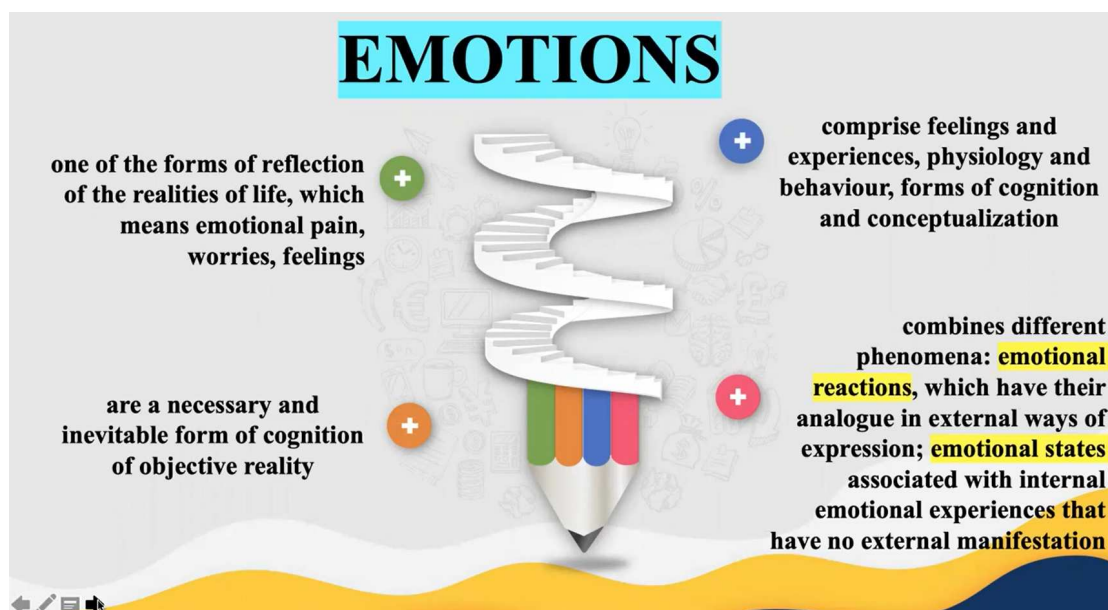 EMOTIONS
one of the forms of reflection
of the realities of life, which
means emotional pain,
worries, feelings
are a necessary and
inevitable form of cognition
of objective reality
comprise feelings and
experiences, physiology and
behaviour, forms of cognition
and conceptualization
combines different
phenomena: emotional
reactions, which have their
analogue in external ways of
expression; emotional states
associated with internal
emotional experiences that
have no external manifestation